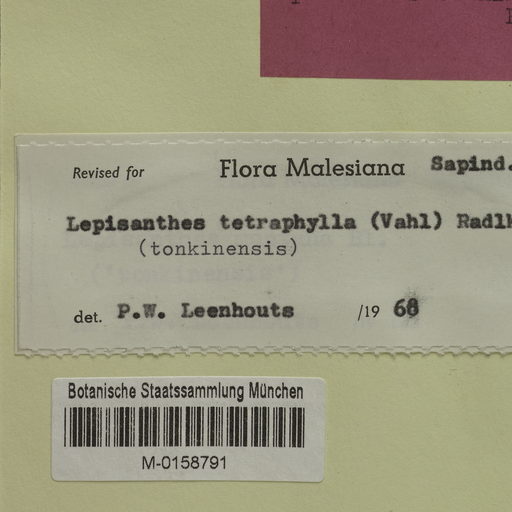 Revised for Flora Malesiana Sapind.
Lepisanthes tetraphylla (Vahl) Radlk
(tonkinensis)
det. P.W. Leenhouts /19 68
Botanische Staatssammlung München
M-0158791